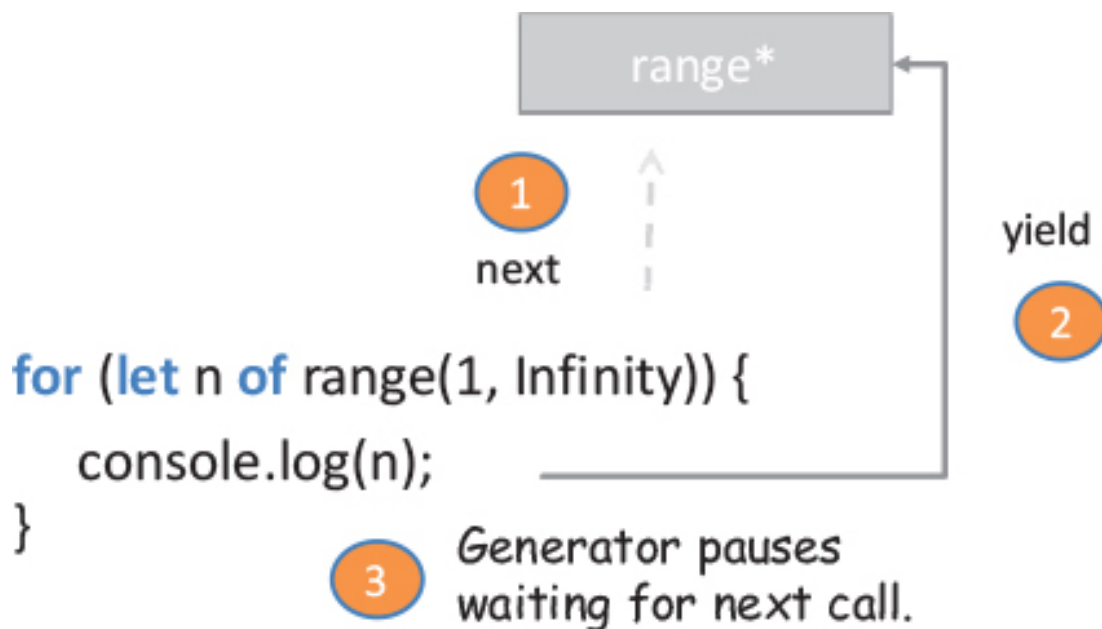 range*
1
next
yield
2
for (let n of range(1, Infinity)) {
console.log(n);
}
3
Generator pauses
waiting for next call.